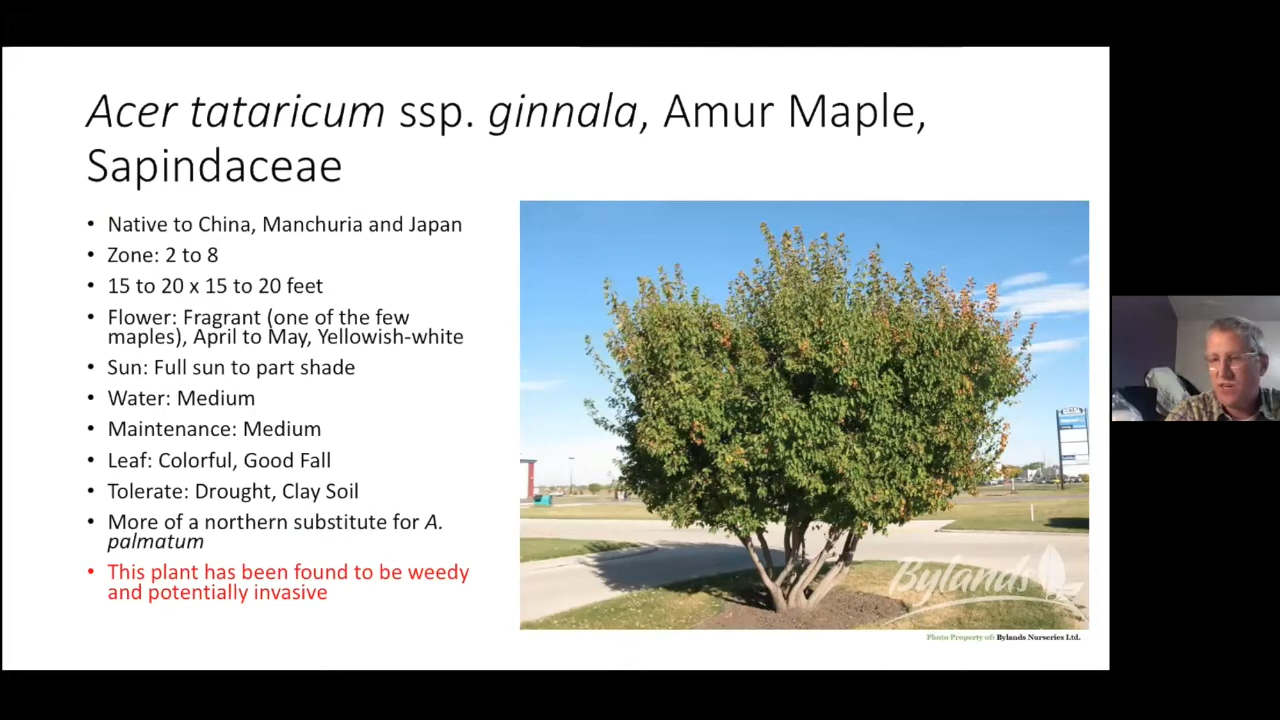 Acer tataricum ssp. ginnala, Amur Maple,
Sapindaceae
• Native to China, Manchuria and Japan
• Zone: 2 to 8
• 15 to 20 x 15 to 20 feet
• Flower: Fragrant (one of the few
maples), April to May, Yellowish-white
• Sun: Full sun to part shade
• Water: Medium
• Maintenance: Medium
• Leaf: Colorful, Good Fall
• Tolerate: Drought, Clay Soil
• More of a northern substitute for A.
palmatum
• This plant has been found to be weedy
and potentially invasive
Bylands
Photo Property of: Bylands Nurseries Ltd.